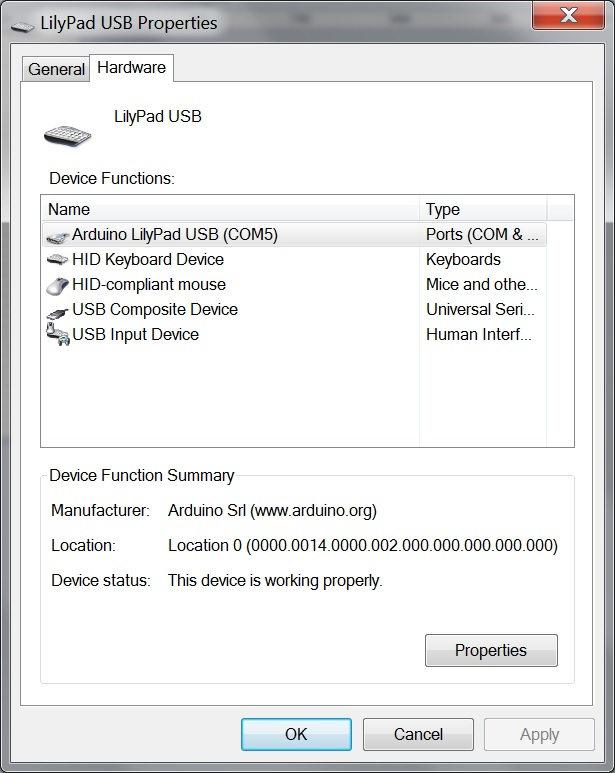 LilyPad USB Properties
General Hardware
LilyPad USB
Device Functions:
Name Type
Arduino LilyPad USB (COM5) Ports (COM & ...
HID Keyboard Device Keyboards
HID-compliant mouse Mice and othe...
USB Composite Device Universal Seri...
USB Input Device Human Interf...
Device Function Summary
Manufacturer: Arduino Srl (www.arduino.org)
Location: Location 0 (0000.0014.0000.002.000.000.000.000.000)
Device status: This device is working properly.
Properties
OK Cancel Apply